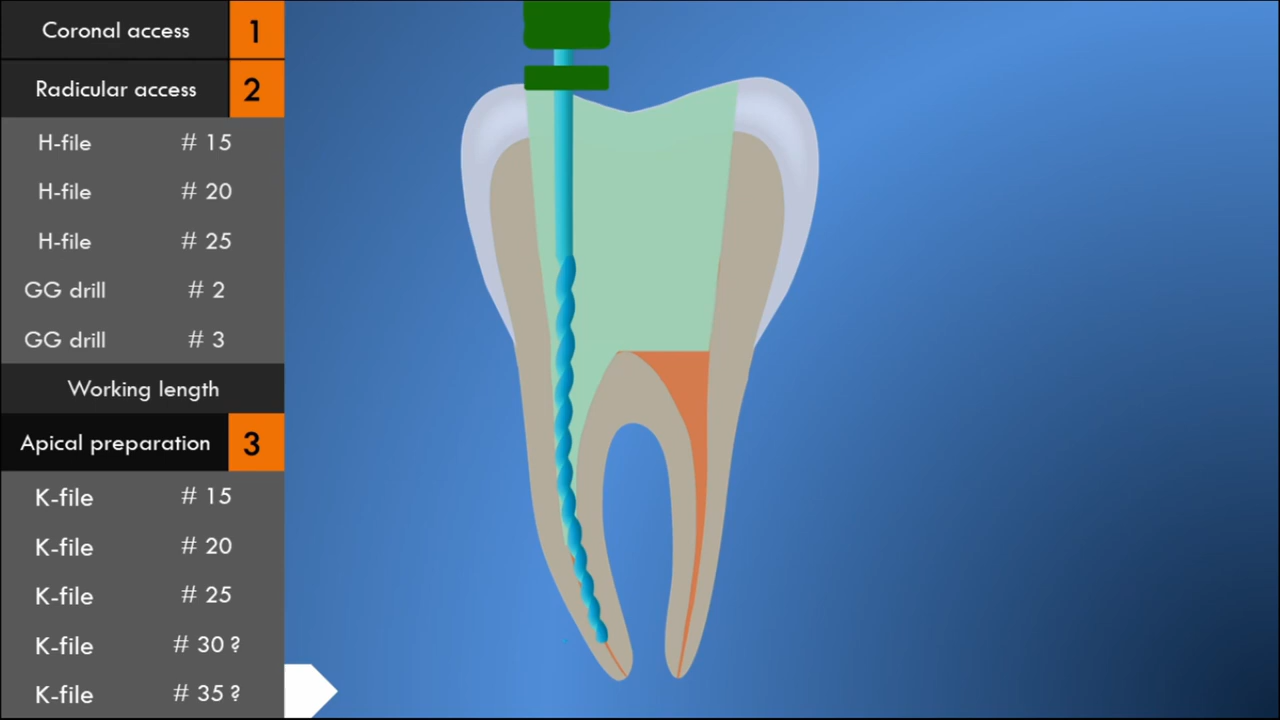 Coronal access 1
Radicular access 2
H-file # 15
H-file # 20
H-file # 25
GG drill # 2
GG drill # 3
Working length
Apical preparation 3
K-file # 15
K-file # 20
K-file # 25
K-file # 30 ?
K-file # 35 ?